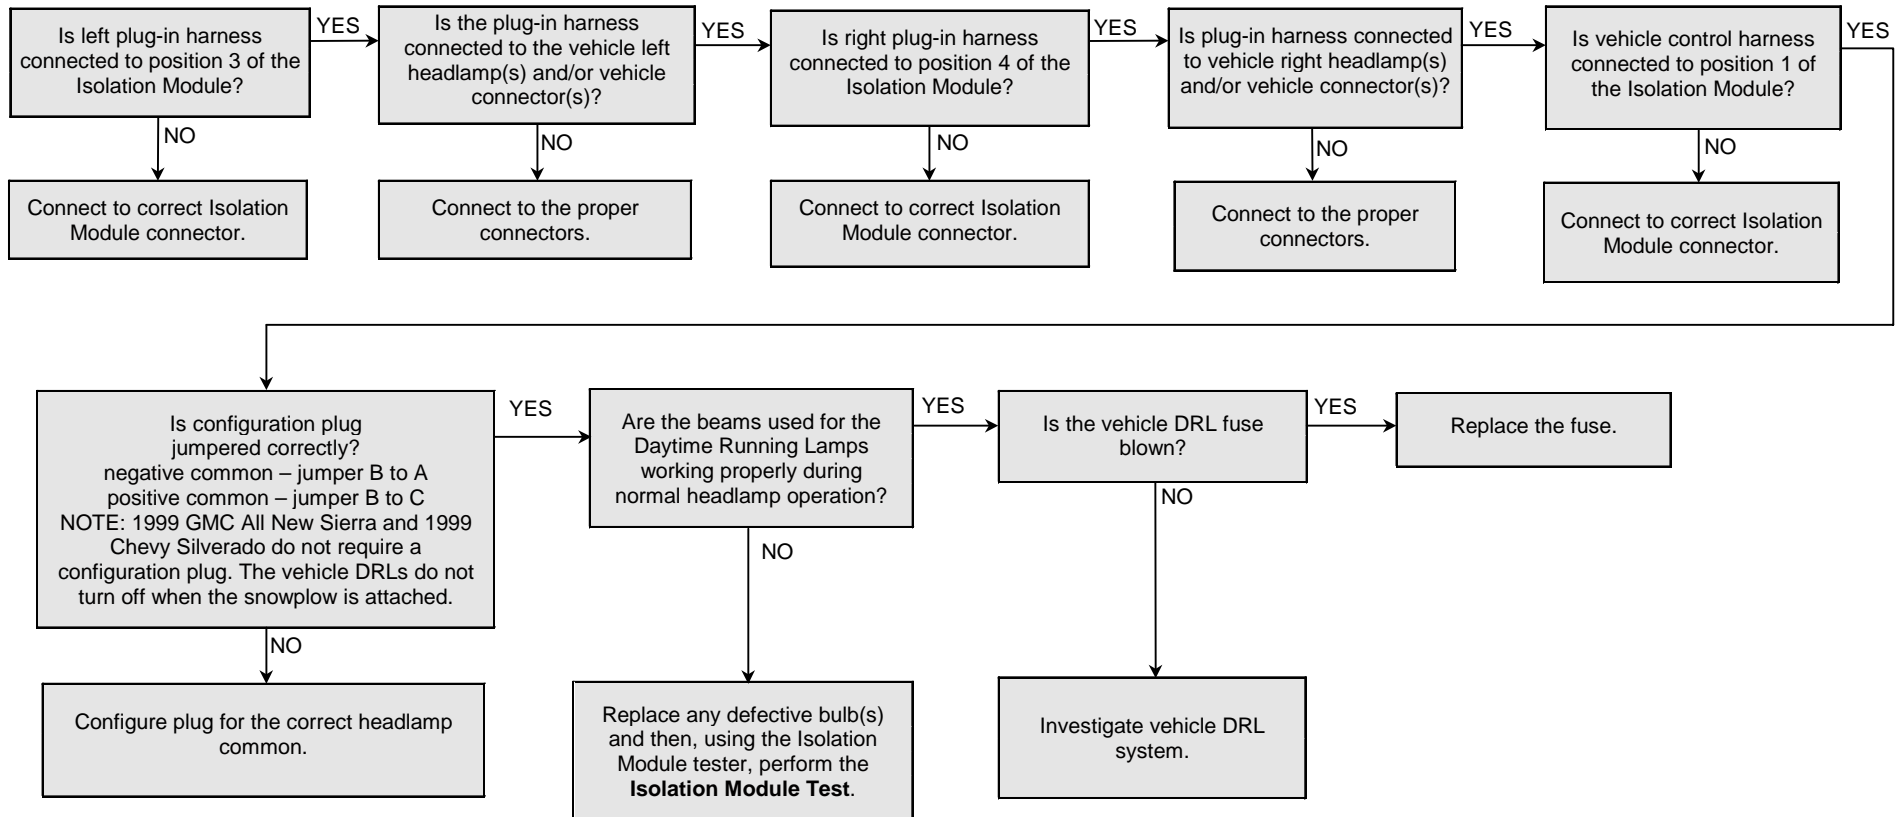 Is left plug-in harness
connected to position 3 of the
Isolation Module?
YES
Is the plug-in harness
connected to the vehicle left
headlamp(s) and/or vehicle
connector(s)?
YES
Is right plug-in harness
connected to position 4 of the
Isolation Module?
YES
Is plug-in harness connected
to vehicle right headlamp(s)
and/or vehicle connector(s)?
YES
Is vehicle control harness
connected to position 1 of
the Isolation Module?
YES
NO
NO
NO
NO
NO
Connect to correct Isolation
Module connector.
Connect to the proper
connectors.
Connect to correct Isolation
Module connector.
Connect to the proper
connectors.
Connect to correct Isolation
Module connector.
Is configuration plug
jumpered correctly?
negative common – jumper B to A
positive common – jumper B to C
NOTE: 1999 GMC All New Sierra and 1999
Chevy Silverado do not require a
configuration plug. The vehicle DRLs do not
turn off when the snowplow is attached.
YES
Are the beams used for the
Daytime Running Lamps
working properly during
normal headlamp operation?
YES
Is the vehicle DRL fuse
blown?
YES
Replace the fuse.
NO
NO
NO
Configure plug for the correct headlamp
common.
Replace any defective bulb(s)
and then, using the Isolation
Module tester, perform the
Isolation Module Test.
Investigate vehicle DRL
system.